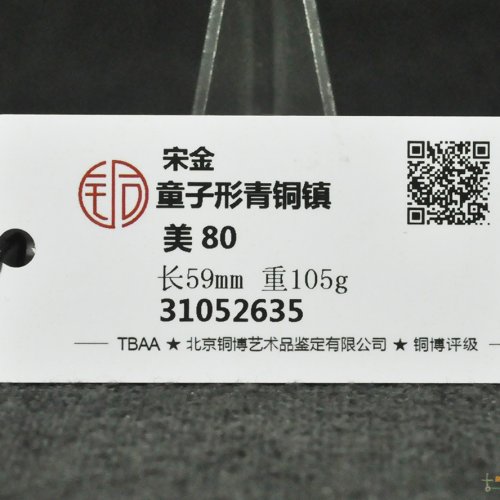 宋金
童子形青铜镇
美 80
长59mm 重105g
31052635
TBAA ★ 北京铜博艺术品鉴定有限公司 ★ 铜博评级